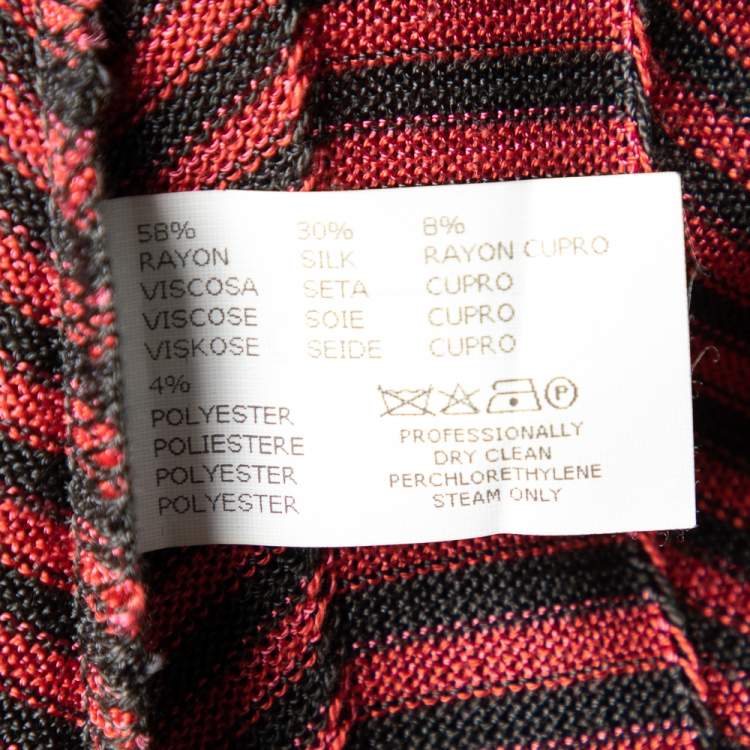 58% 30% 8%
RAYON SILK RAYON CUPRO
VISCOSA SETA CUPRO
VISCOSE SOIE CUPRO
VISKOSE SEIDE CUPRO
4%
POLYESTER
POLIESTERE
POLYESTER
POLYESTER
P
PROFESSIONALLY
DRY CLEAN
PERCHLORETHYLENE
STEAM ONLY